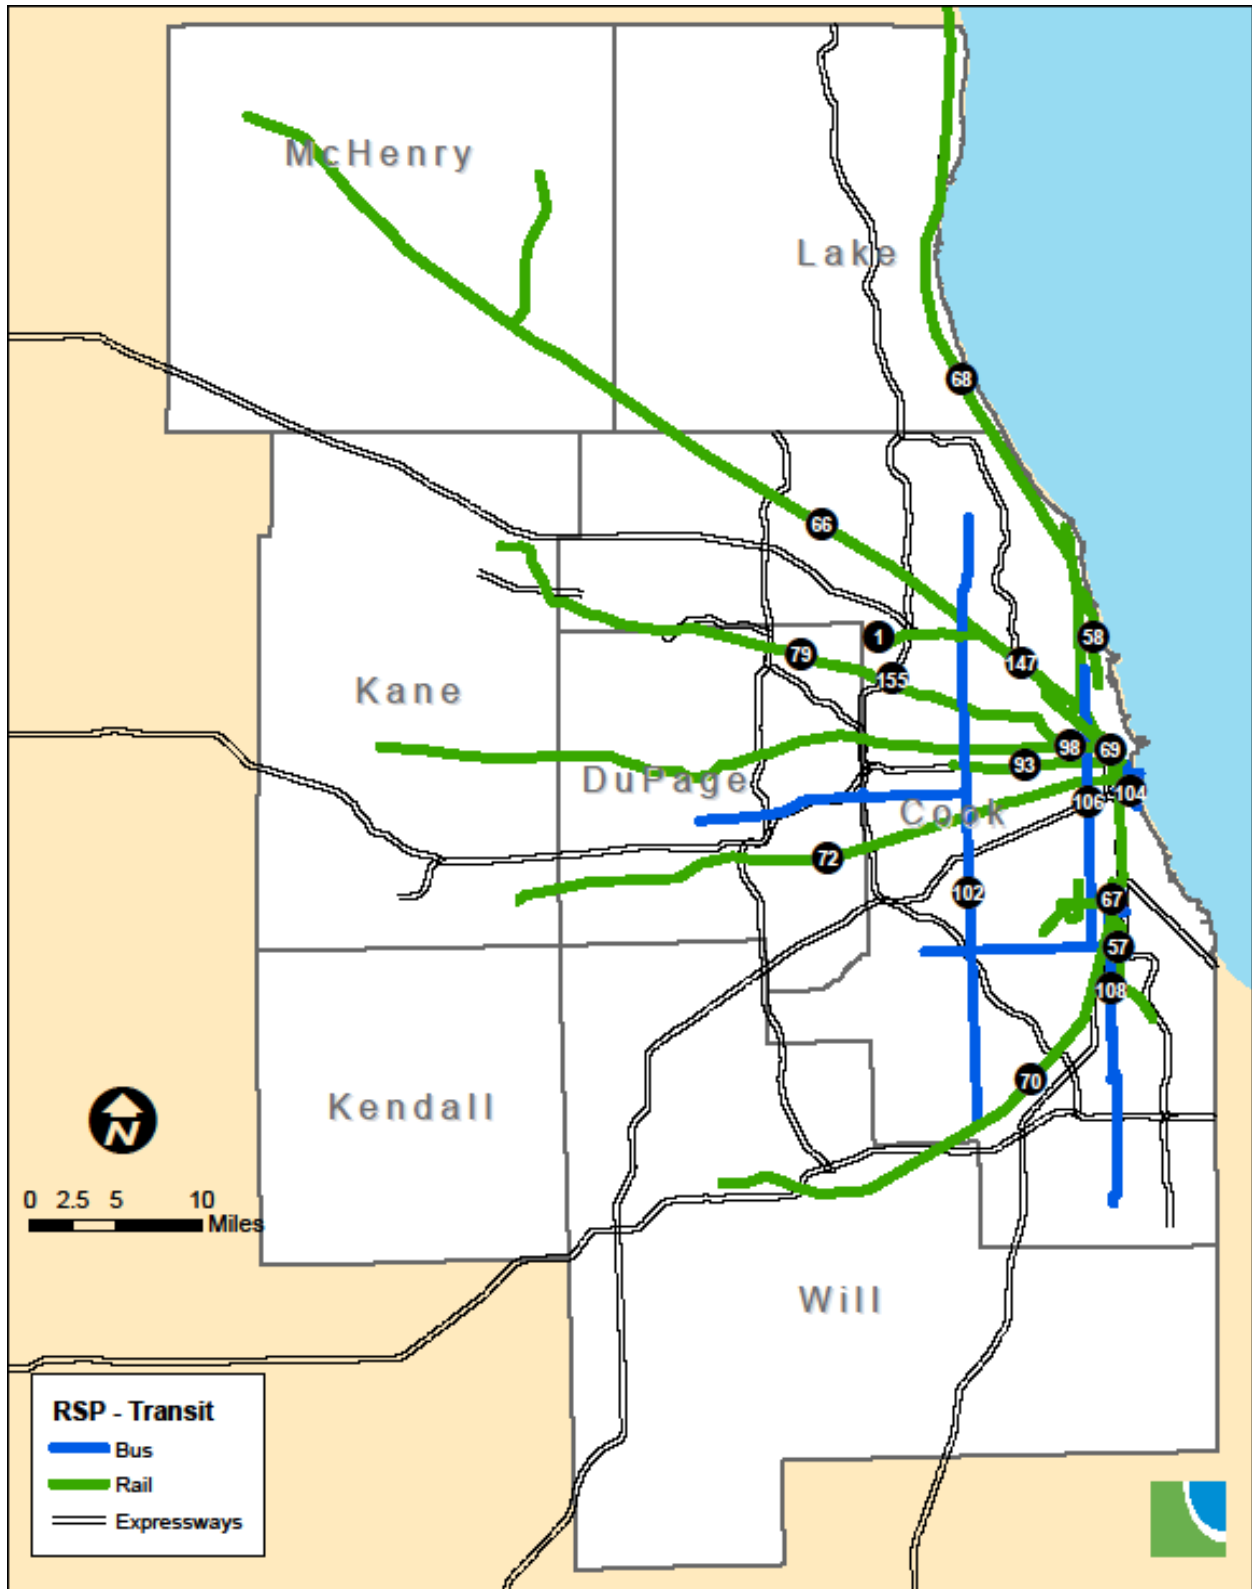 McHenry
Lake
68
66
1
58
147
79
155
Kane
98
69
93
DuPage
104
106
Cook
72
102
67
57
108
70
Kendall
N
0 2.5 5 10
Miles
Will
RSP - Transit
Bus
Rail
Expressways